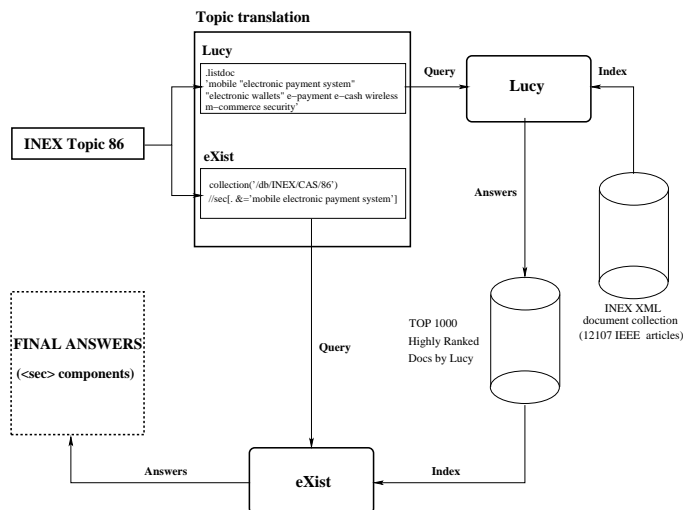 Topic translation
Lucy
.listdoc
'mobile "electronic payment system"
"electronic wallets" e−payment e−cash wireless
m−commerce security'
Query
Lucy
Index
INEX Topic 86
eXist
collection('/db/INEX/CAS/86')
//sec[. &='mobile electronic payment system']
Answers
INEX XML
document collection
(12107 IEEE articles)
TOP 1000
Highly Ranked
Docs by Lucy
FINAL ANSWERS
(<sec> components)
Query
Answers
eXist
Index